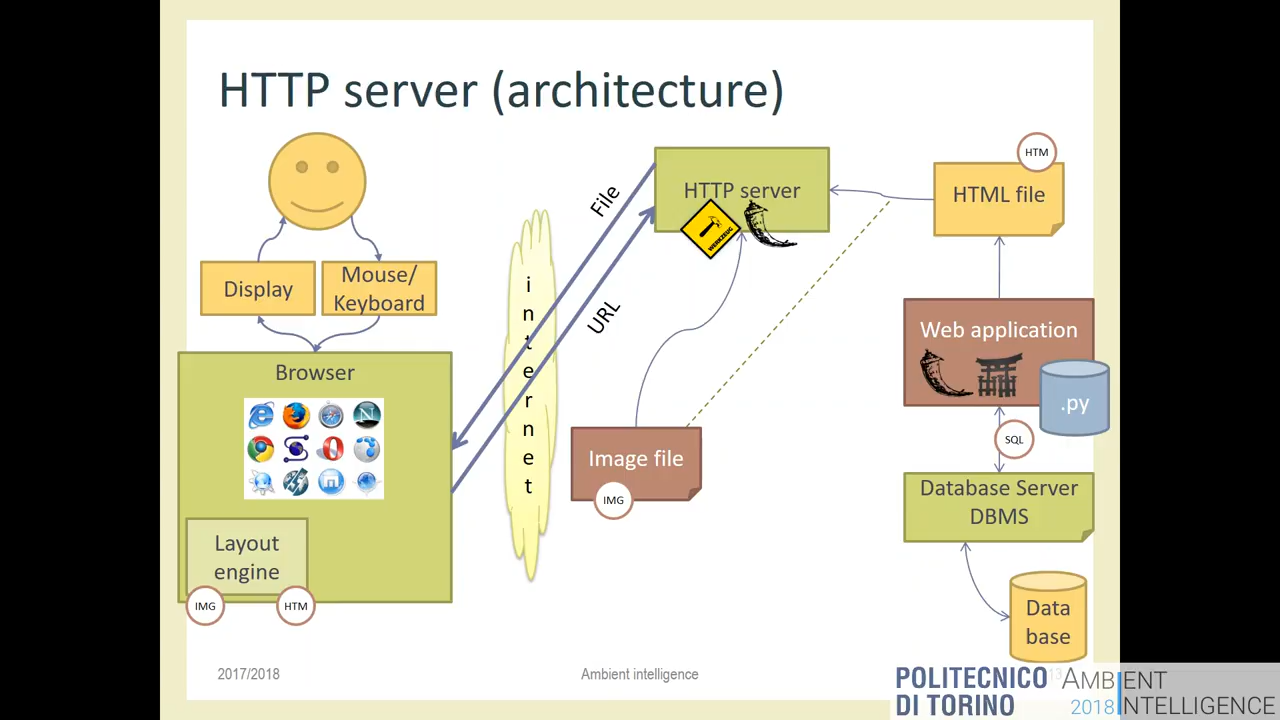 HTTP server (architecture)
HTM
HTTP server
HTML file
WERKZEUG
File
URL
Display
Mouse/
Keyboard
i
n
t
e
r
n
e
t
Browser
Web application
.py
SQL
Image file
IMG
Database Server
DBMS
Layout
engine
IMG
HTM
Data
base
2017/2018
Ambient intelligence
13
POLITECNICO
DI TORINO
AMBIENT
2018 INTELLIGENCE